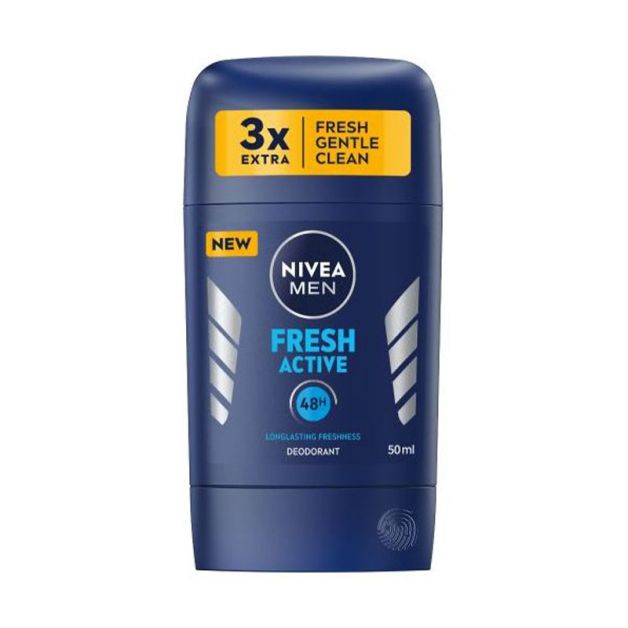 3x
EXTRA
FRESH
GENTLE
CLEAN
NEW
NIVEA
MEN
FRESH
ACTIVE
48H
LONGLASTING FRESHNESS
DEODORANT
50ml